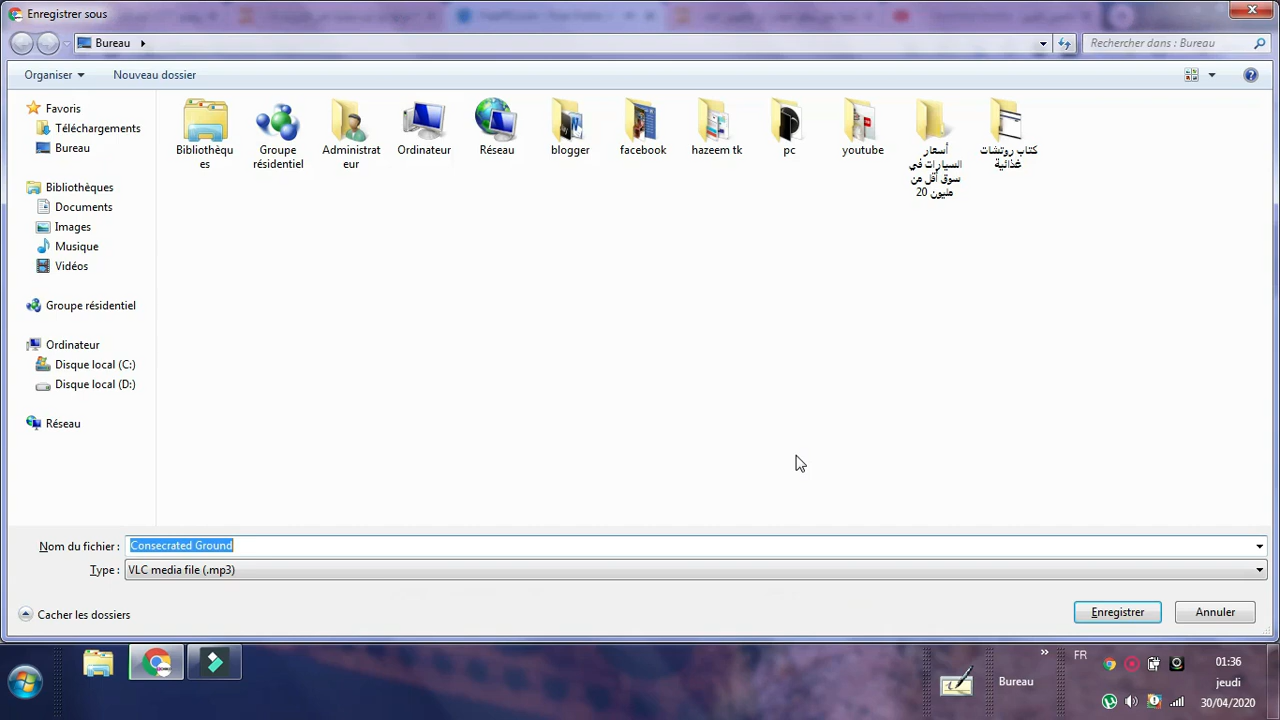 Enregistrer sous
Bureau
Rechercher dans : Bureau
Organiser
Nouveau dossier
Favoris
Téléchargements
Bureau
Bibliothèques
Documents
Images
Musique
Vidéos
Groupe résidentiel
Ordinateur
Disque local (C:)
Disque local (D:)
Réseau
Bibliothèqu
es
Groupe
résidentiel
Administrat
eur
Ordinateur
Réseau
blogger
facebook
hazeem tk
pc
youtube
أسعار
السيارات في
سوق أقل من
20 مليون
كتاب روتشات
غذائية
Nom du fichier :
Consecrated Ground
Type :
VLC media file (.mp3)
Cacher les dossiers
Enregistrer
Annuler
Bureau
FR
01:36
jeudi
30/04/2020